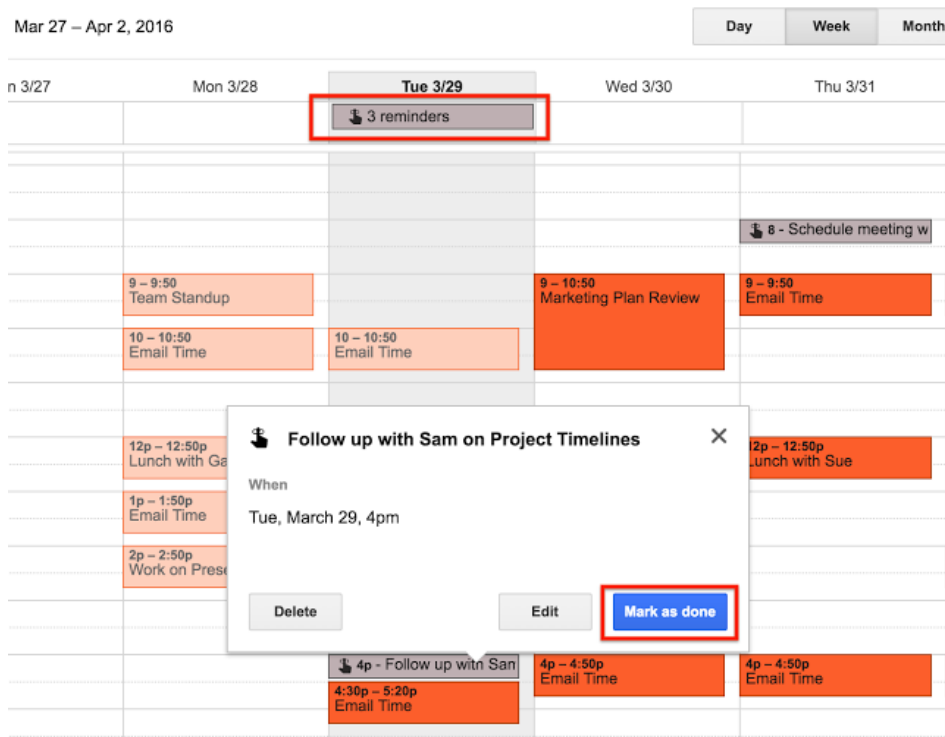 Mar 27 – Apr 2, 2016
Day
Week
Month
n 3/27
Mon 3/28
Tue 3/29
Wed 3/30
Thu 3/31
3 reminders
8 - Schedule meeting w
9 – 9:50
Team Standup
9 – 10:50
Marketing Plan Review
9 – 9:50
Email Time
10 – 10:50
Email Time
10 – 10:50
Email Time
12p – 12:50p
Lunch with Ga
1p – 1:50p
Email Time
2p – 2:50p
Work on Prese
Follow up with Sam on Project Timelines
When
Tue, March 29, 4pm
Delete
Edit
Mark as done
12p – 12:50p
Lunch with Sue
4p - Follow up with San
4:30p – 5:20p
Email Time
4p – 4:50p
Email Time
4p – 4:50p
Email Time